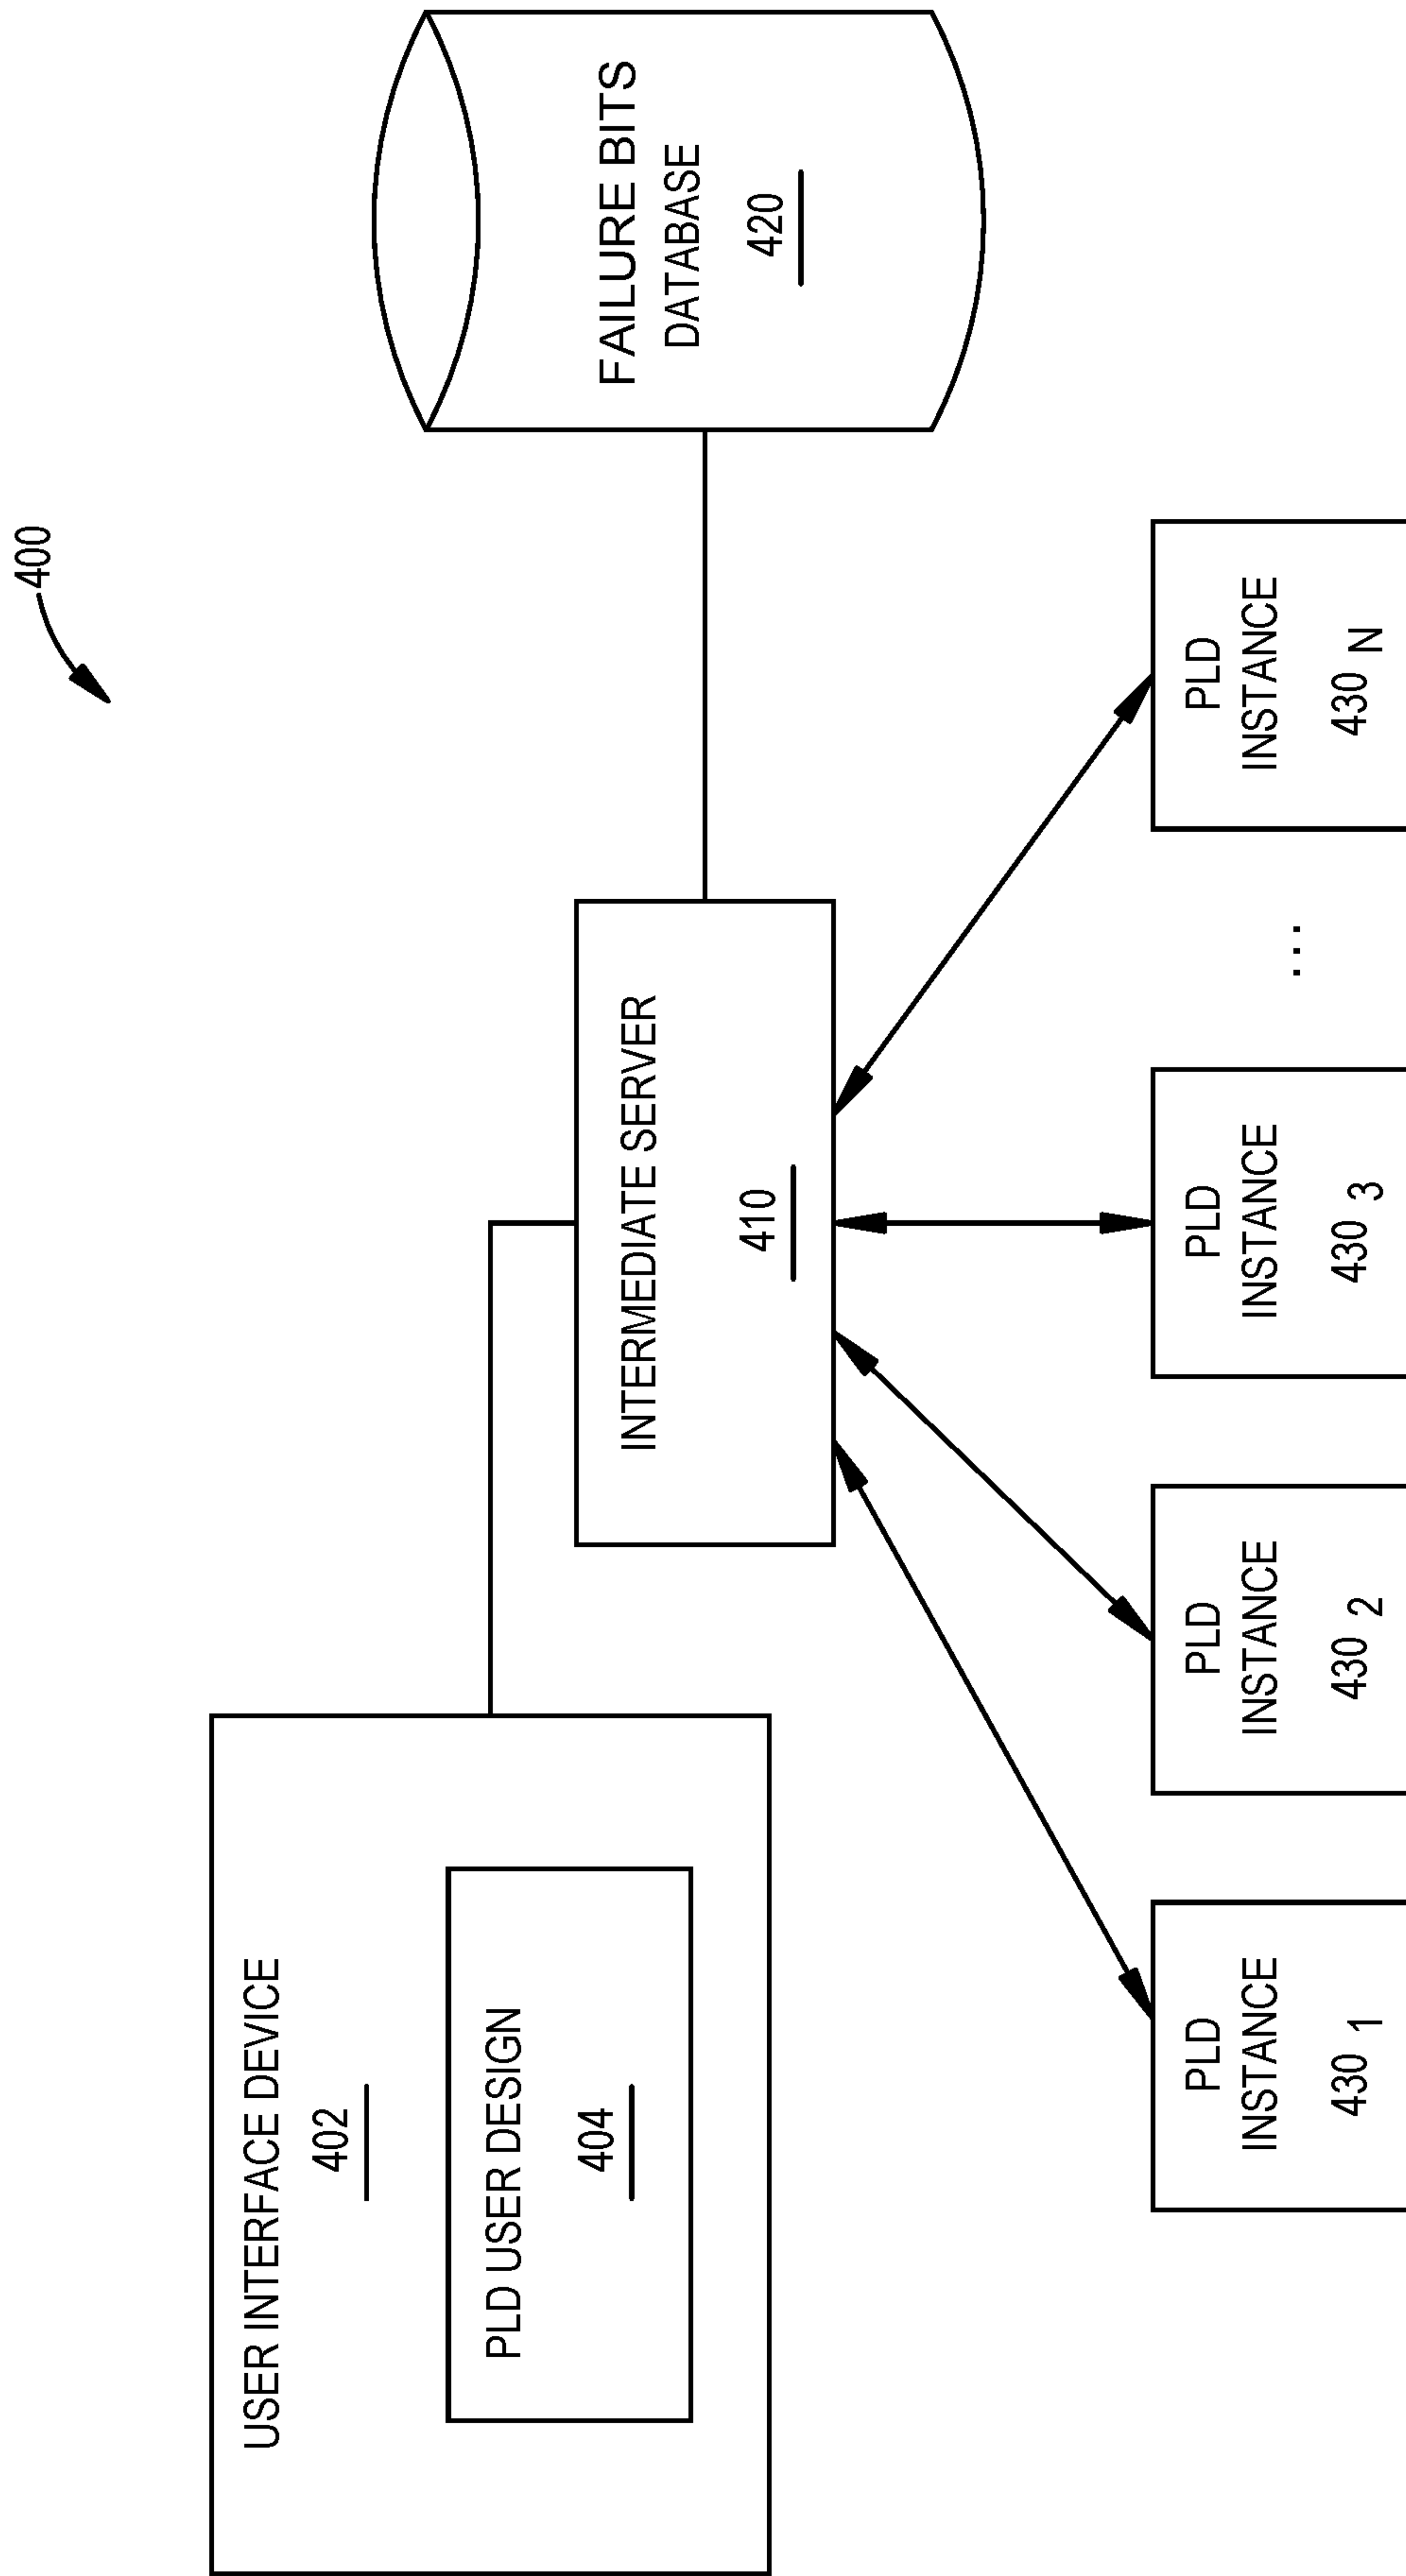 400
USER INTERFACE DEVICE
402
PLD USER DESIGN
404
INTERMEDIATE SERVER
410
FAILURE BITS
DATABASE
420
PLD
INSTANCE
430 1
PLD
INSTANCE
430 2
PLD
INSTANCE
430 3
...
PLD
INSTANCE
430 N